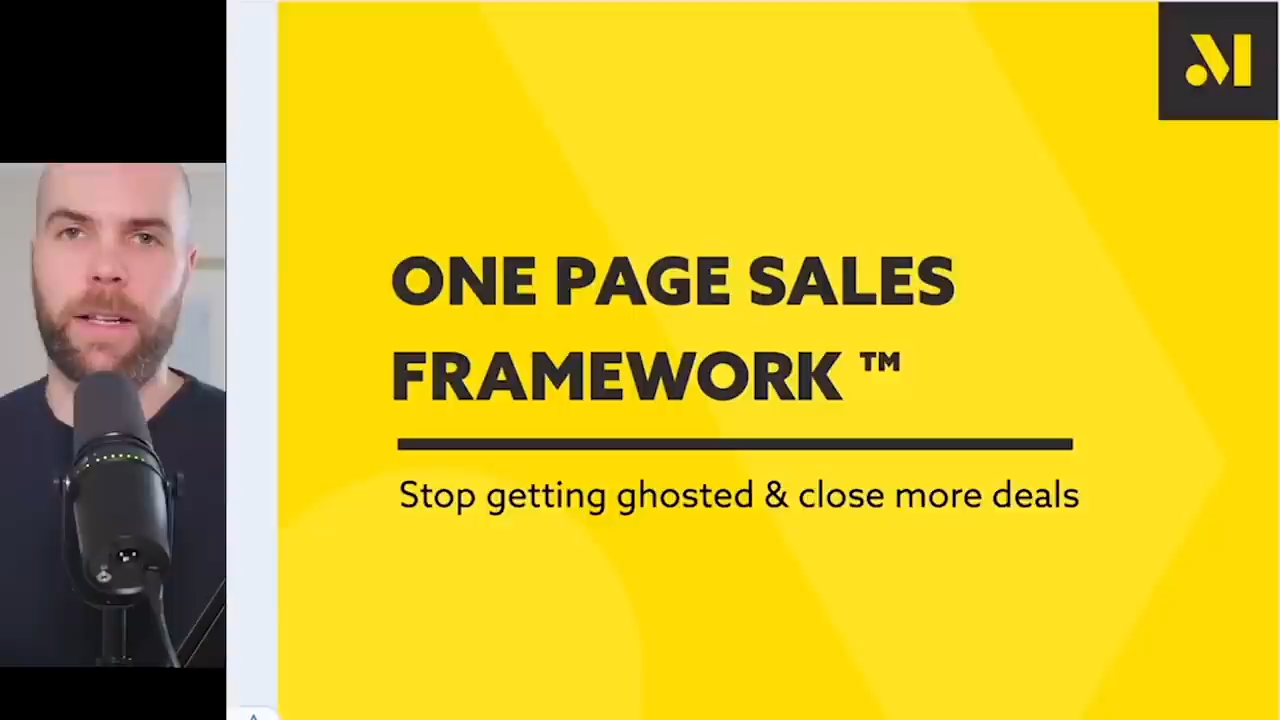 ONE PAGE SALES
FRAMEWORK ™
Stop getting ghosted & close more deals